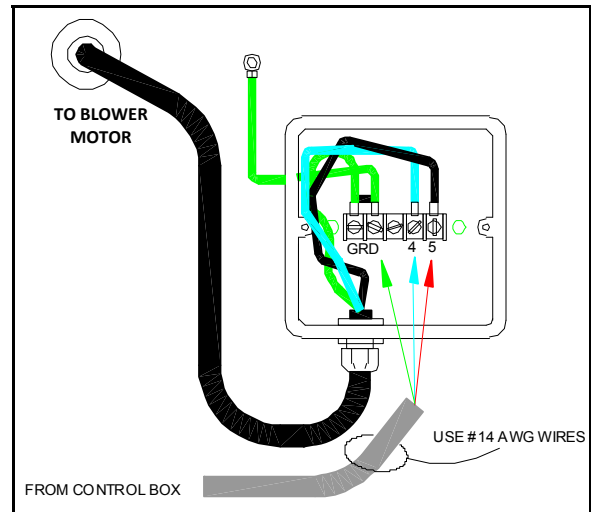 TO BLOWER
MOTOR
GRD 4 5
USE #14 AWG WIRES
FROM CONTROL BOX